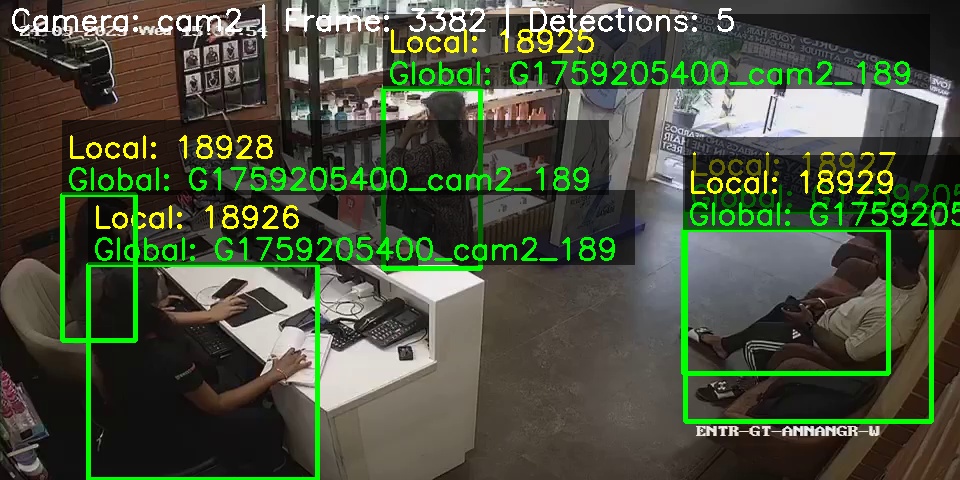 Camera: cam2 | Frame: 3382 | Detections: 5
Local: 18925
Global: G1759205400_cam2_189
Local: 18928
Global: G1759205400_cam2_189
Local: 18927
Local: 18929
Global: G1759205
Local: 18926
Global: G1759205400_cam2_189
ENTR-GT-ANNANGR-W